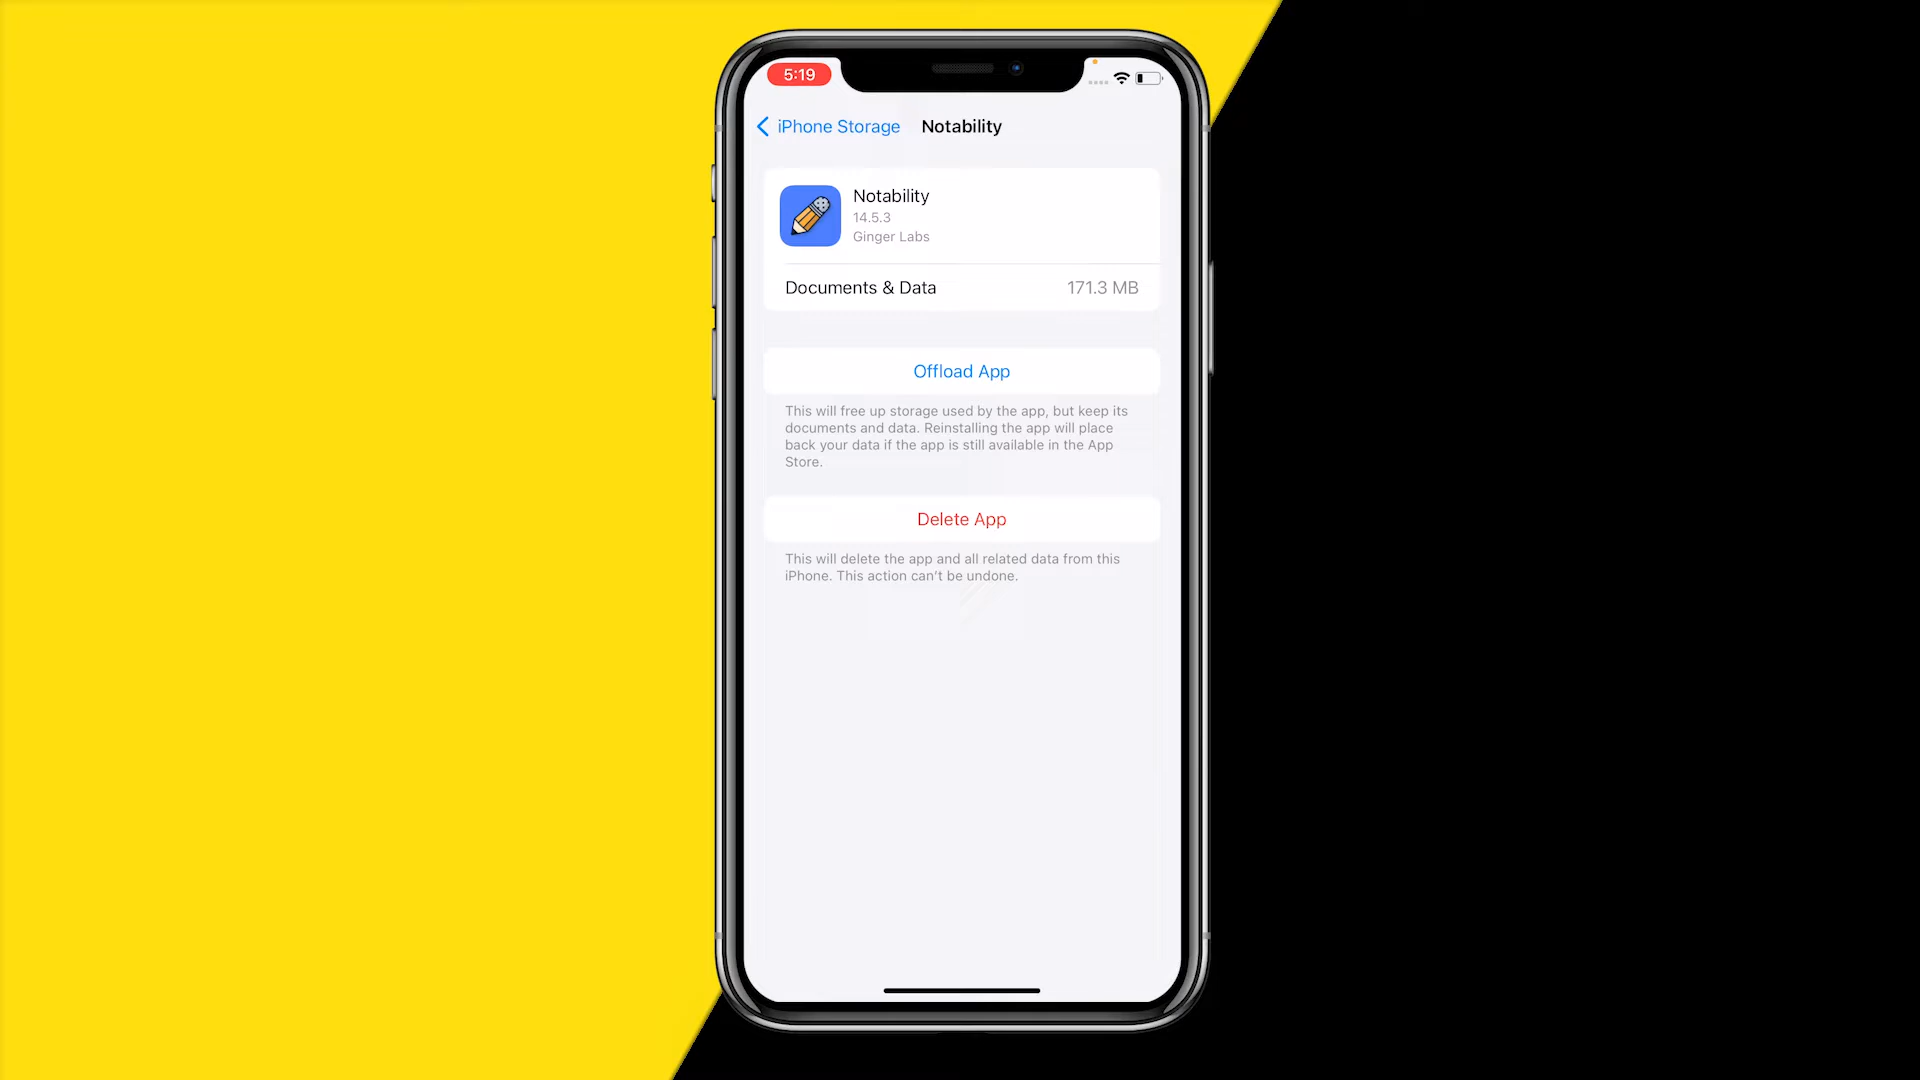 5:19
iPhone Storage Notability
Notability
14.5.3
Ginger Labs
Documents & Data 171.3 MB
Offload App
This will free up storage used by the app, but keep its
documents and data. Reinstalling the app will place
back your data if the app is still available in the App
Store.
Delete App
This will delete the app and all related data from this
iPhone. This action can’t be undone.